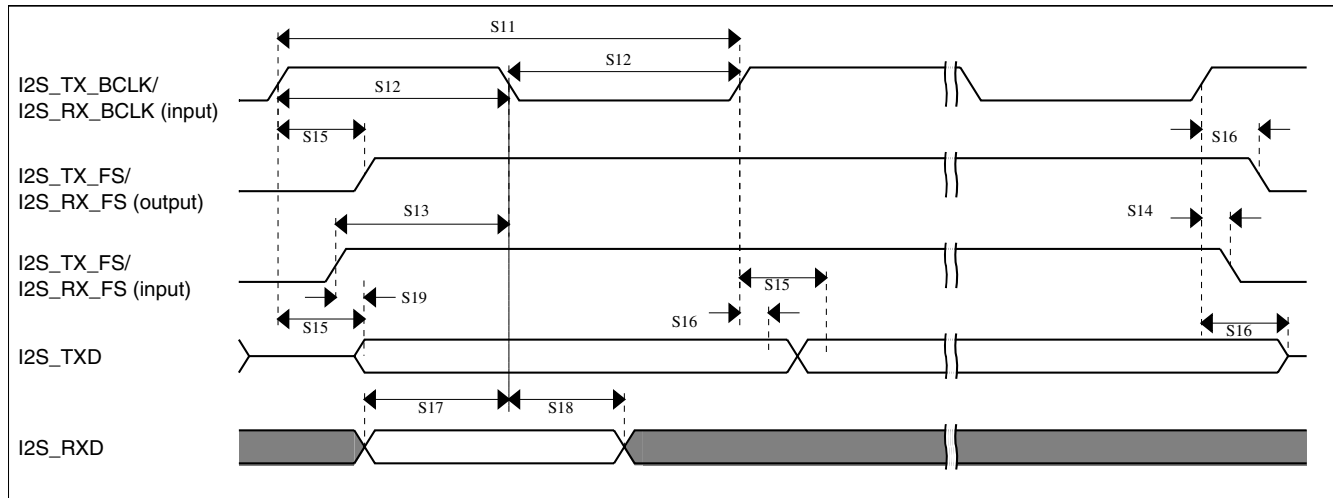 S11
S12
I2S_TX_BCLK/
I2S_RX_BCLK (input)
S12
S15
S16
I2S_TX_FS/
I2S_RX_FS (output)
S13
S14
I2S_TX_FS/
I2S_RX_FS (input)
S15
S19
S15
S16
S16
I2S_TXD
S17
S18
I2S_RXD